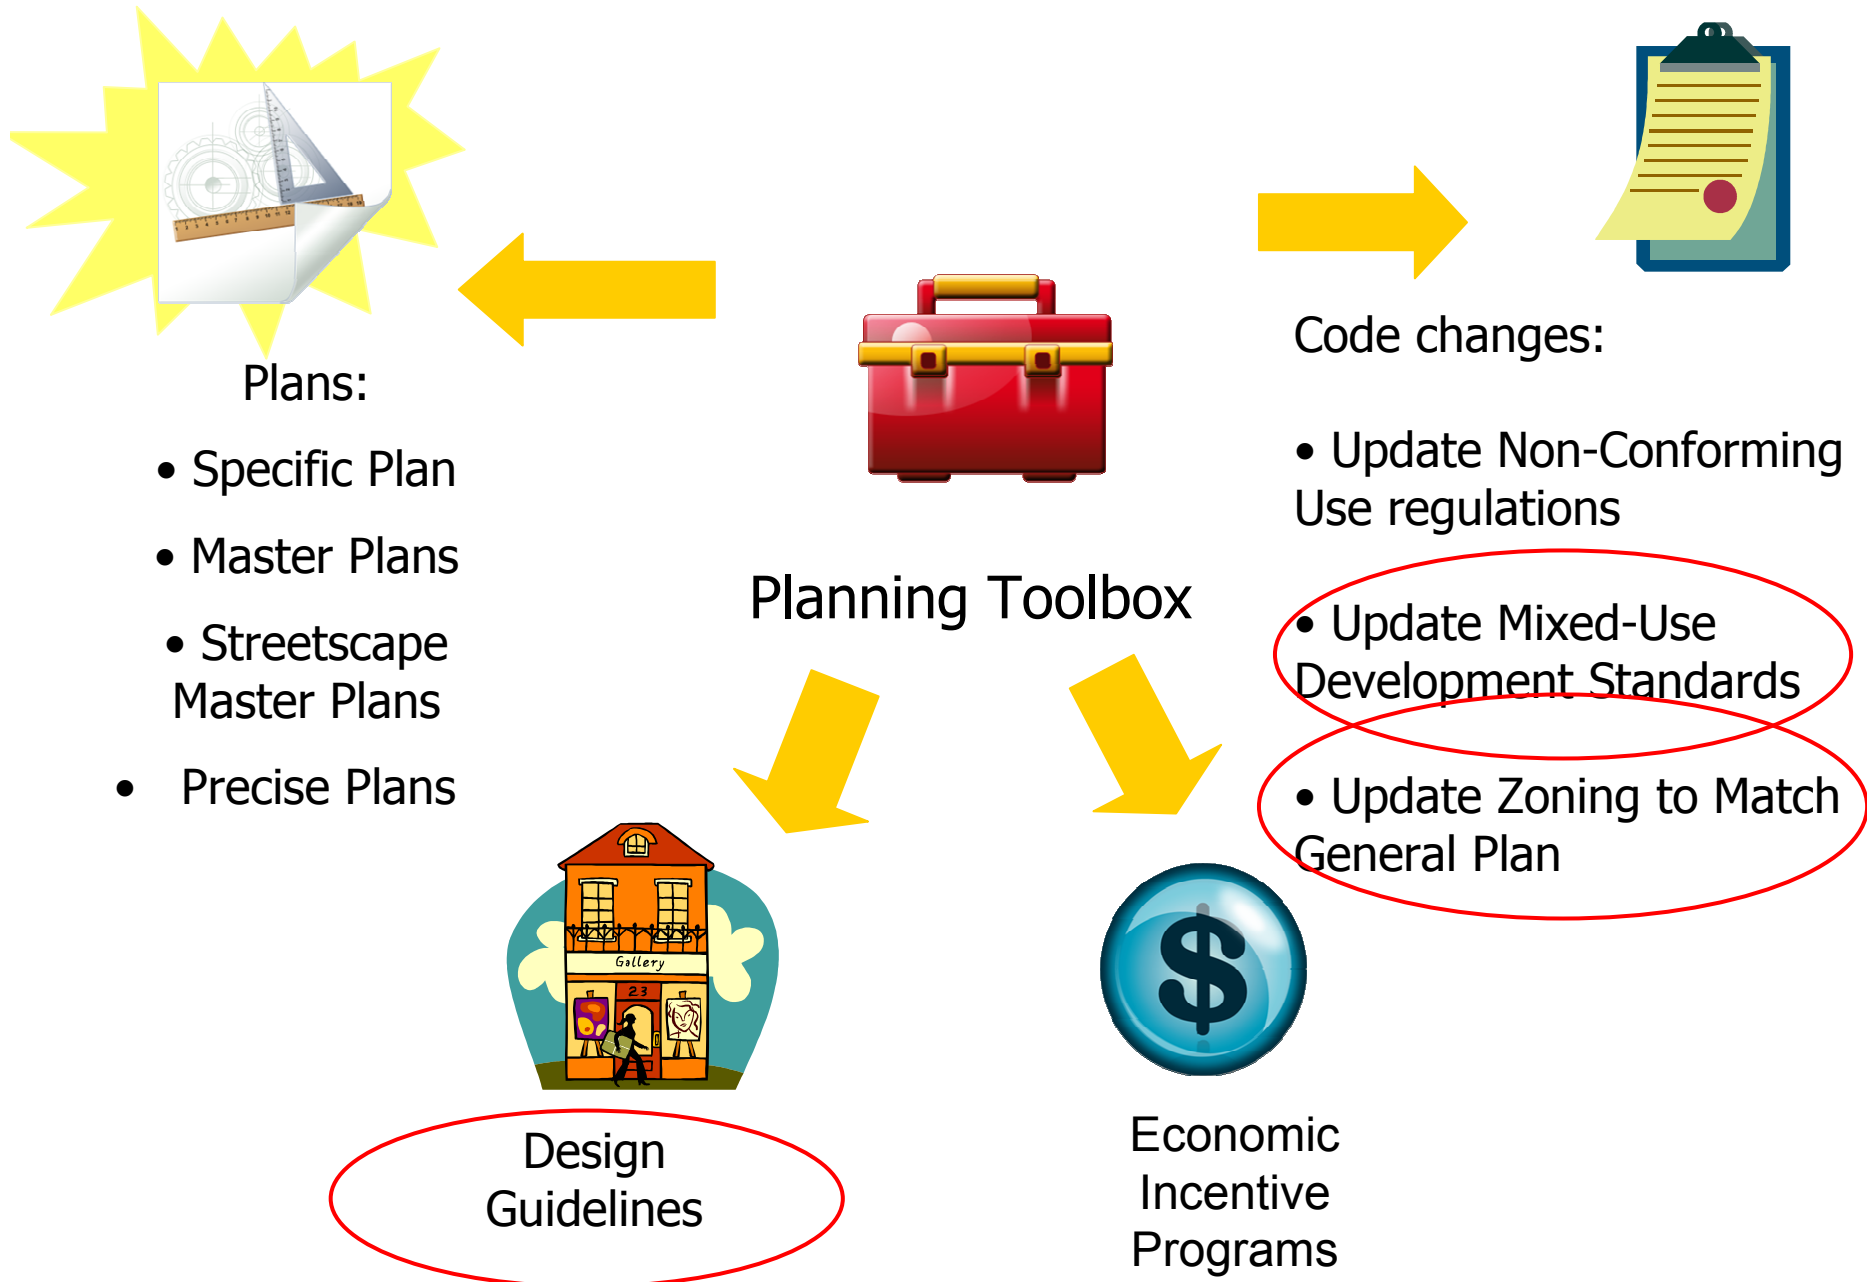 Plans:
• Specific Plan
• Master Plans
• Streetscape
Master Plans
• Precise Plans
Planning Toolbox
Code changes:
• Update Non-Conforming
Use regulations
• Update Mixed-Use
Development Standards
• Update Zoning to Match
General Plan
Gallery
23
Design
Guidelines
$
Economic
Incentive
Programs